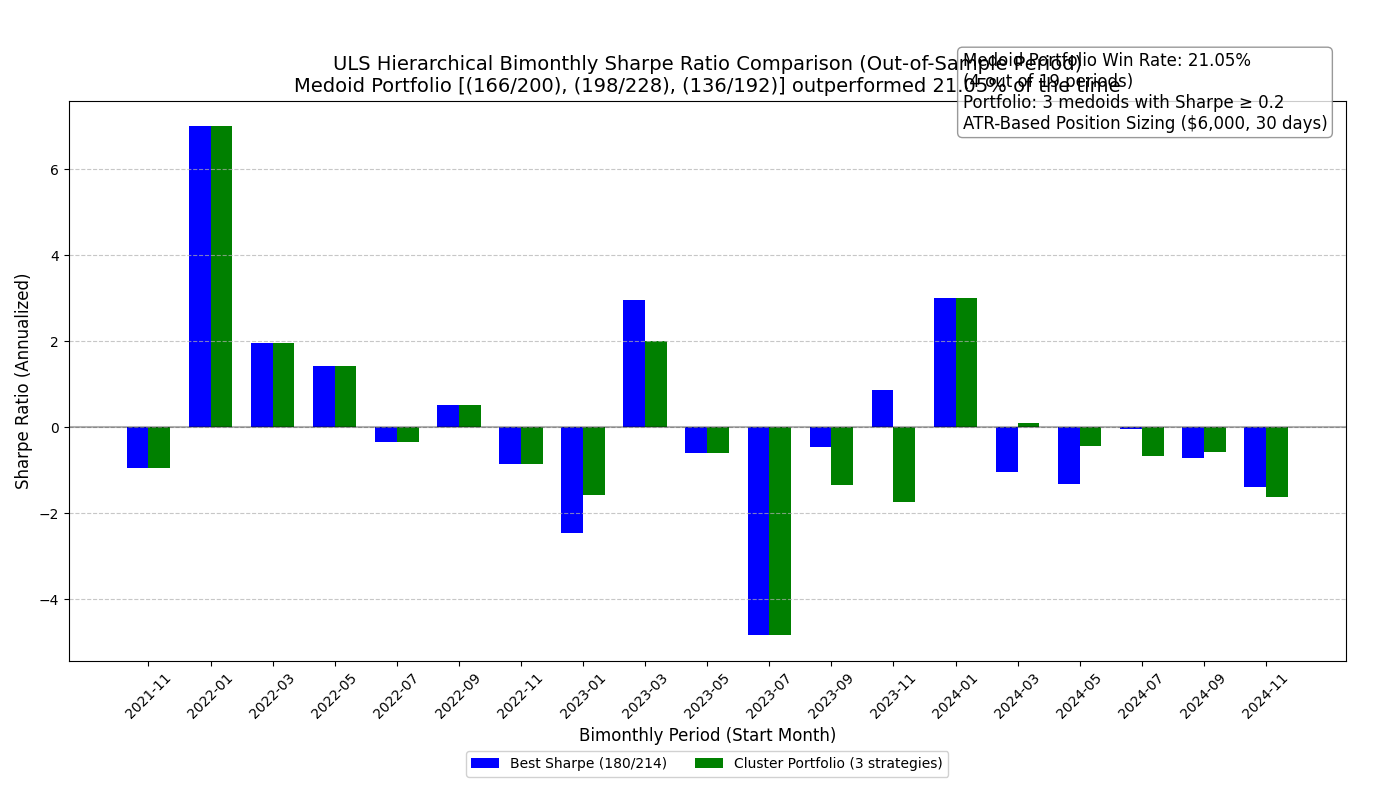 ULS Hierarchical Bimonthly Sharpe Ratio Comparison (Out-of-Sample Period)
Medoid Portfolio [(166/200), (198/228), (136/192)] outperformed 21.05% of the time
Medoid Portfolio Win Rate: 21.05%
(4 out of 19 periods)
Portfolio: 3 medoids with Sharpe ≥ 0.2
ATR-Based Position Sizing ($6,000, 30 days)
Sharpe Ratio (Annualized)
6
4
2
0
−2
−4
2021-11
2022-01
2022-03
2022-05
2022-07
2022-09
2022-11
2023-01
2023-03
2023-05
2023-07
2023-09
2023-11
2024-01
2024-03
2024-05
2024-07
2024-09
2024-11
Bimonthly Period (Start Month)
Best Sharpe (180/214)
Cluster Portfolio (3 strategies)